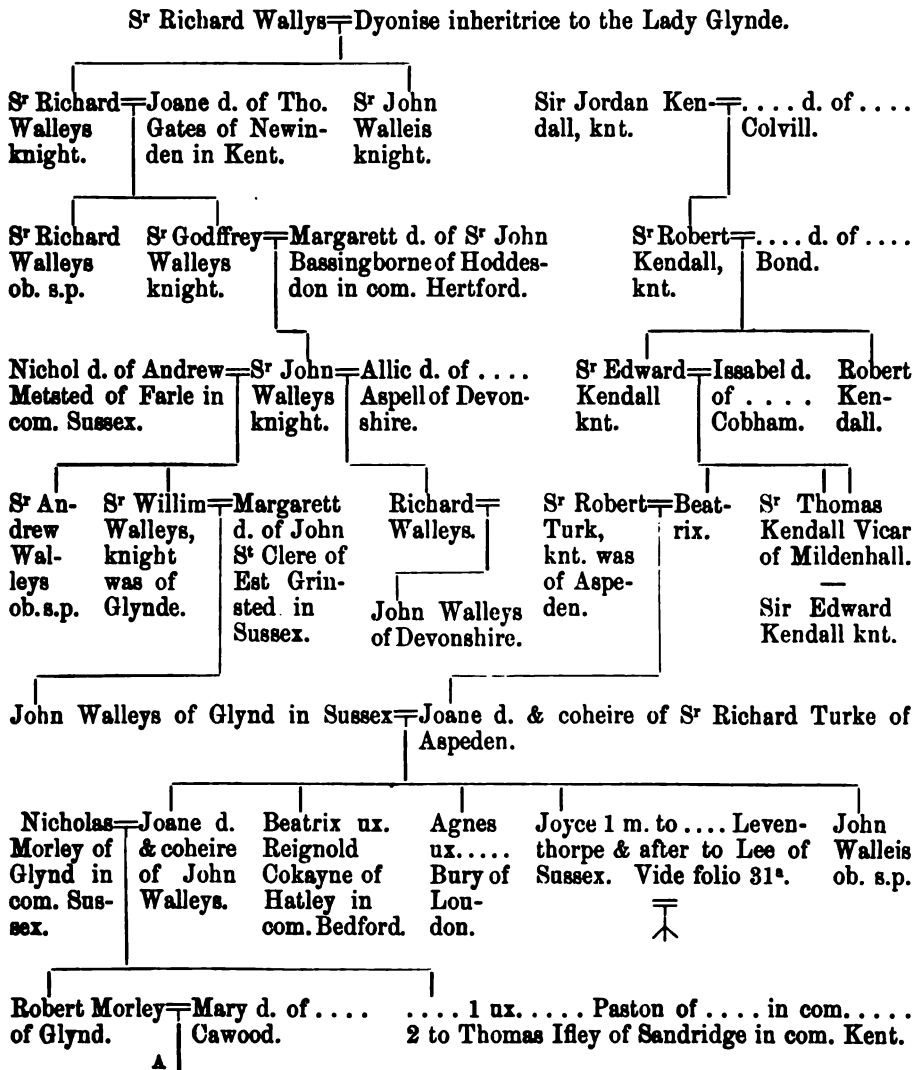 Sʳ Richard Wallys Dyonise inheritrice to the Lady Glynde.
Sʳ Richard
Walleys
knight.
Joane d. of Tho.
Gates of Newin-
den in Kent.
Sʳ John
Walleis
knight.
Sir Jordan Ken-
dall, knt.
.... d. of ....
Colvill.
Sʳ Richard
Walleys
ob. s.p.
Sʳ Godffrey
Walleys
knight.
Margarett d. of Sʳ John
Bassingborne of Hoddes-
don in com. Hertford.
Sʳ Robert
Kendall,
knt.
.... d. of ....
Bond.
Nichol d. of Andrew
Metsted of Farle in
com. Sussex.
Sʳ John
Walleys
knight.
Allic d. of ....
Aspell of Devon-
shire.
Sʳ Edward
Kendall
knt.
Issabel d.
of ....
Cobham.
Robert
Ken-
dall.
Sʳ An-
drew
Wal-
leys
ob. s.p.
Sʳ Willim
Walleys,
knight
was of
Glynde.
Margarett
d. of John
Sᵗ Clere of
Est Grin-
sted in
Sussex.
Richard
Walleys.
John Walleys
of Devonshire.
Sʳ Robert
Turk,
knt. was
of Aspe-
den.
Beat-
rix.
Sʳ Thomas
Kendall Vicar
of Mildenhall.
—
Sir Edward
Kendall knt.
John Walleys of Glynd in Sussex Joane d. & coheire of Sʳ Richard Turke of
Aspeden.
Nicholas
Morley of
Glynd in
com. Sus-
sex.
Joane d.
& coheire
of John
Walleys.
Beatrix ux.
Reignold
Cokayne of
Hatley in
com. Bedford.
Agnes
ux.....
Bury of
Lou-
don.
Joyce 1 m. to .... Leven-
thorpe & after to Lee of
Sussex. Vide folio 31ᵃ.
John
Walleis
ob. s.p.
Robert Morley
of Glynd.
Mary d. of ....
Cawood.
.... 1 ux..... Paston of .... in com.....
2 to Thomas Ifley of Sandridge in com. Kent.
A